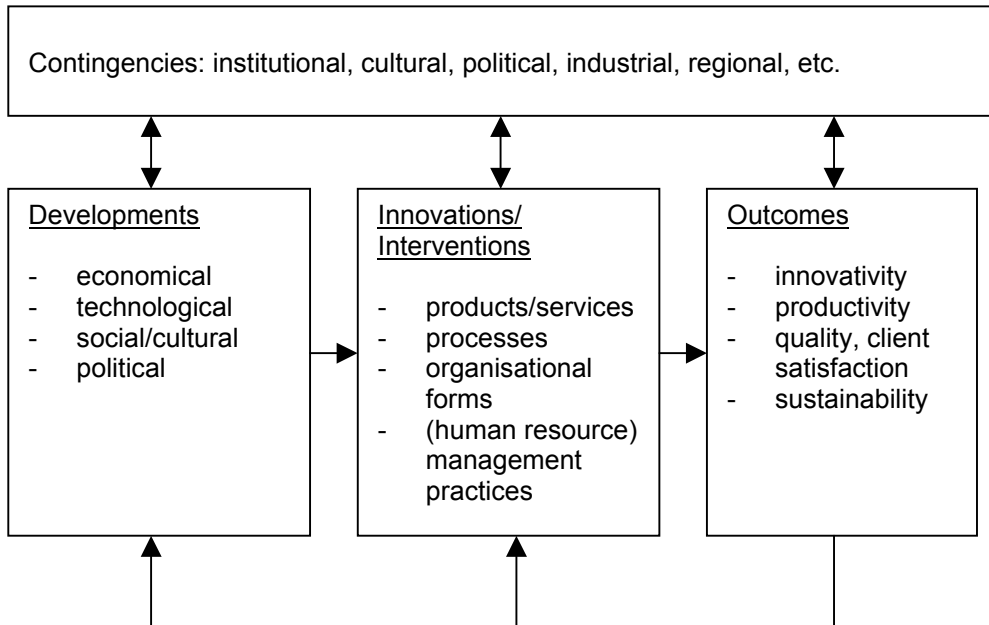 Contingencies: institutional, cultural, political, industrial, regional, etc.
Developments
- economical
- technological
- social/cultural
- political
Innovations/
Interventions
- products/services
- processes
- organisational
forms
- (human resource)
management
practices
Outcomes
- innovativity
- productivity
- quality, client
satisfaction
- sustainability